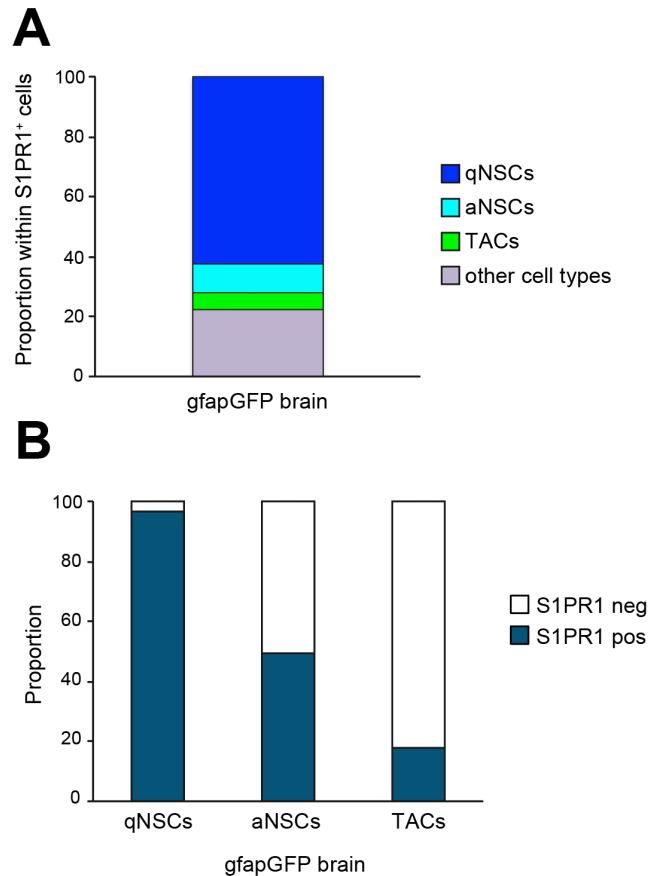 A
Proportion within S1PR1⁺ cells
100
80
60
40
20
0
gfapGFP brain
qNSCs
aNSCs
TACs
other cell types
B
Proportion
100
80
60
40
20
0
qNSCs aNSCs TACs
gfapGFP brain
S1PR1 neg
S1PR1 pos